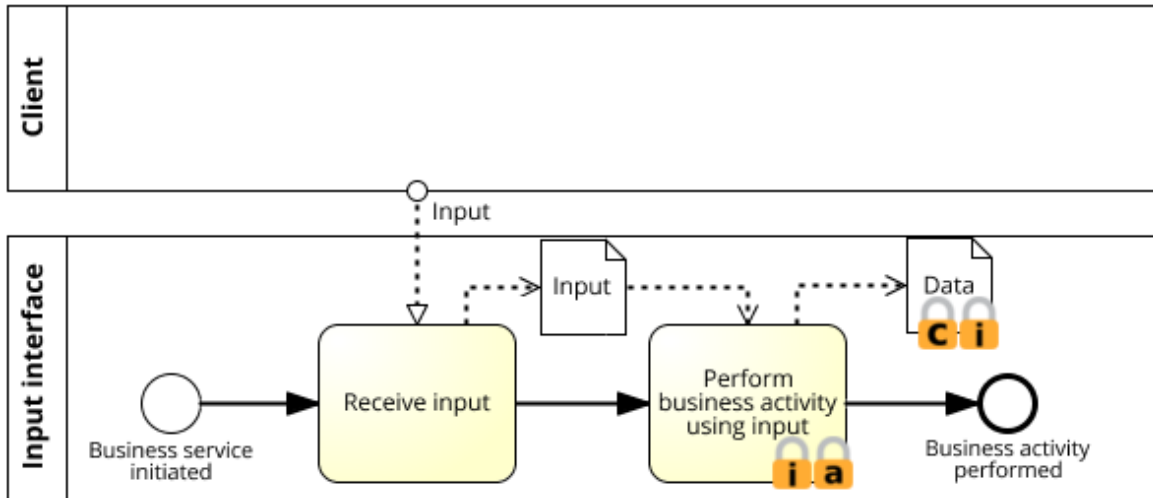 Client
Input
Input interface
Input
Data
c i
Receive input
Perform
business activity
using input
i a
Business service
initiated
Business activity
performed